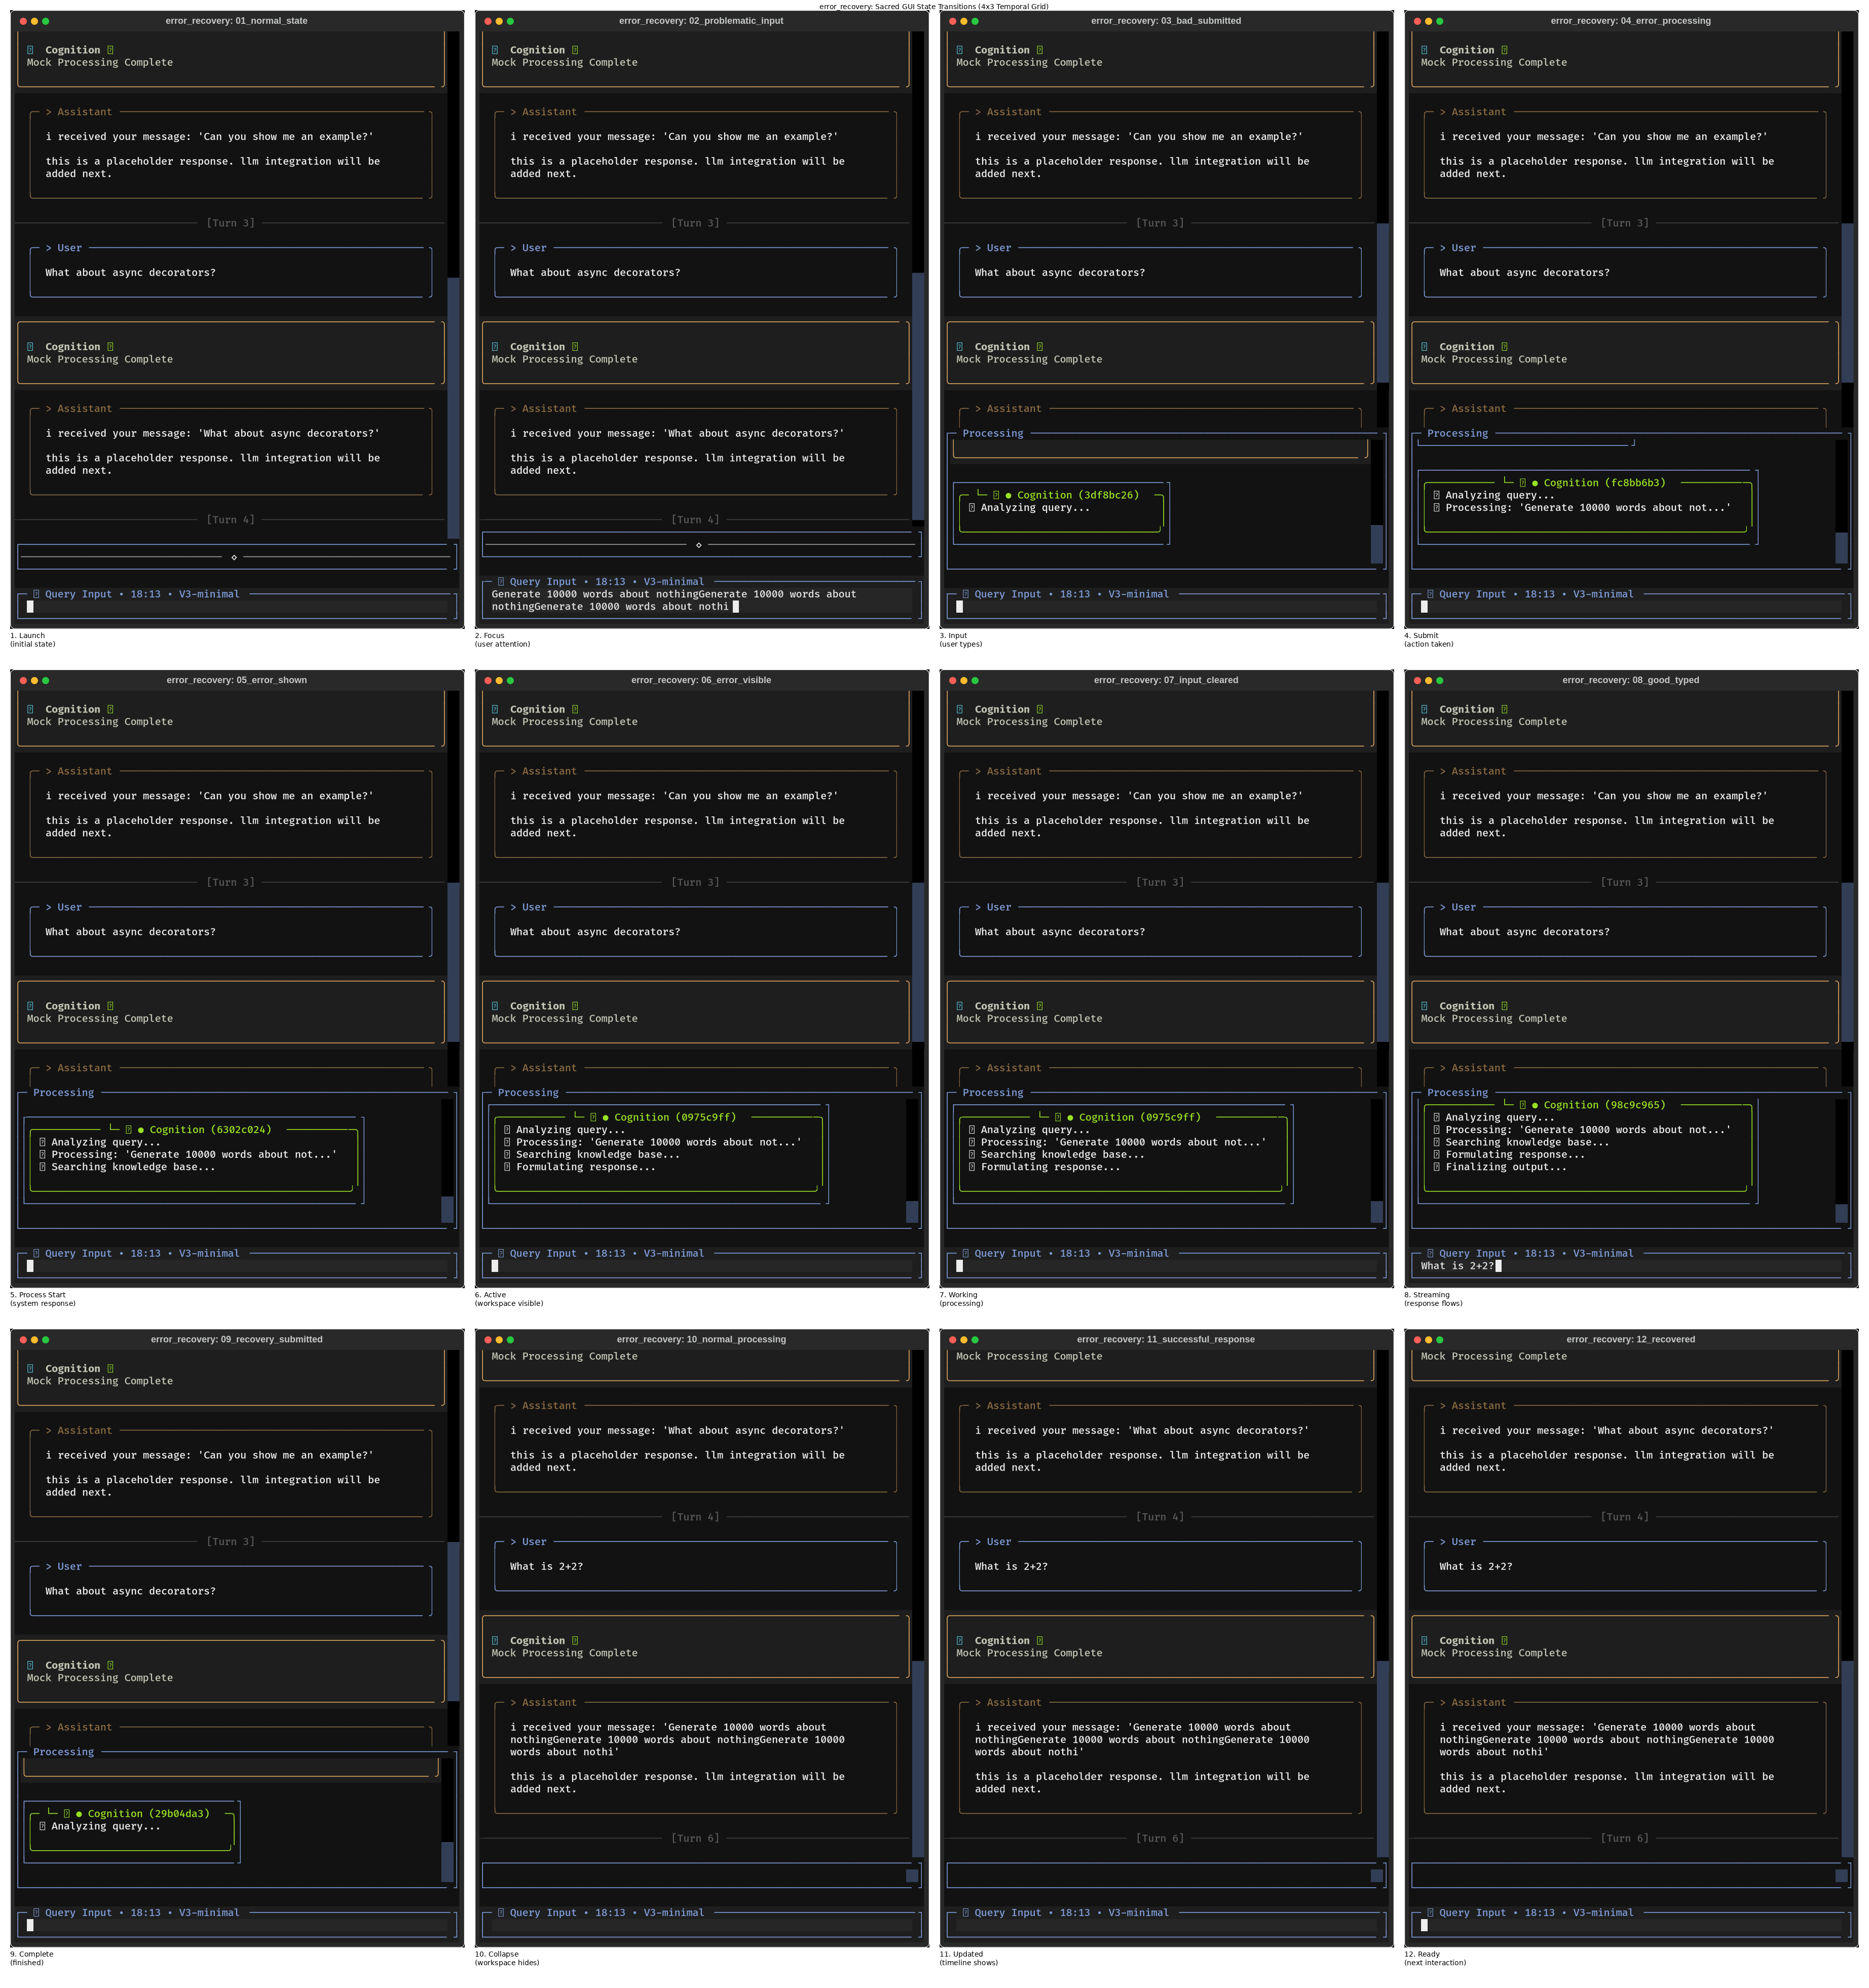 error_recovery: Sacred GUI State Transitions (4x3 Temporal Grid)
error_recovery: 01_normal_state
Cognition
Mock Processing Complete
> Assistant
i received your message: 'Can you show me an example?'
this is a placeholder response. llm integration will be
added next.
[Turn 3]
> User
What about async decorators?
Cognition
Mock Processing Complete
> Assistant
i received your message: 'What about async decorators?'
this is a placeholder response. llm integration will be
added next.
[Turn 4]
Query Input • 18:13 • V3-minimal
1. Launch
(initial state)
error_recovery: 02_problematic_input
Cognition
Mock Processing Complete
> Assistant
i received your message: 'Can you show me an example?'
this is a placeholder response. llm integration will be
added next.
[Turn 3]
> User
What about async decorators?
Cognition
Mock Processing Complete
> Assistant
i received your message: 'What about async decorators?'
this is a placeholder response. llm integration will be
added next.
[Turn 4]
Query Input • 18:13 • V3-minimal
Generate 10000 words about nothingGenerate 10000 words about
nothingGenerate 10000 words about nothi
2. Focus
(user attention)
error_recovery: 03_bad_submitted
Cognition
Mock Processing Complete
> Assistant
i received your message: 'Can you show me an example?'
this is a placeholder response. llm integration will be
added next.
[Turn 3]
> User
What about async decorators?
Cognition
Mock Processing Complete
> Assistant
Processing
● Cognition (3df8bc26)
Analyzing query...
Query Input • 18:13 • V3-minimal
3. Input
(user types)
error_recovery: 04_error_processing
Cognition
Mock Processing Complete
> Assistant
i received your message: 'Can you show me an example?'
this is a placeholder response. llm integration will be
added next.
[Turn 3]
> User
What about async decorators?
Cognition
Mock Processing Complete
> Assistant
Processing
● Cognition (fc8bb6b3)
Analyzing query...
Processing: 'Generate 10000 words about not...'
Query Input • 18:13 • V3-minimal
4. Submit
(action taken)
error_recovery: 05_error_shown
Cognition
Mock Processing Complete
> Assistant
i received your message: 'Can you show me an example?'
this is a placeholder response. llm integration will be
added next.
[Turn 3]
> User
What about async decorators?
Cognition
Mock Processing Complete
> Assistant
Processing
● Cognition (6302c024)
Analyzing query...
Processing: 'Generate 10000 words about not...'
Searching knowledge base...
Query Input • 18:13 • V3-minimal
5. Process Start
(system response)
error_recovery: 06_error_visible
Cognition
Mock Processing Complete
> Assistant
i received your message: 'Can you show me an example?'
this is a placeholder response. llm integration will be
added next.
[Turn 3]
> User
What about async decorators?
Cognition
Mock Processing Complete
> Assistant
Processing
● Cognition (0975c9ff)
Analyzing query...
Processing: 'Generate 10000 words about not...'
Searching knowledge base...
Formulating response...
Query Input • 18:13 • V3-minimal
6. Active
(workspace visible)
error_recovery: 07_input_cleared
Cognition
Mock Processing Complete
> Assistant
i received your message: 'Can you show me an example?'
this is a placeholder response. llm integration will be
added next.
[Turn 3]
> User
What about async decorators?
Cognition
Mock Processing Complete
> Assistant
Processing
● Cognition (0975c9ff)
Analyzing query...
Processing: 'Generate 10000 words about not...'
Searching knowledge base...
Formulating response...
Query Input • 18:13 • V3-minimal
7. Working
(processing)
error_recovery: 08_good_typed
Cognition
Mock Processing Complete
> Assistant
i received your message: 'Can you show me an example?'
this is a placeholder response. llm integration will be
added next.
[Turn 3]
> User
What about async decorators?
Cognition
Mock Processing Complete
> Assistant
Processing
● Cognition (98c9c965)
Analyzing query...
Processing: 'Generate 10000 words about not...'
Searching knowledge base...
Formulating response...
Finalizing output...
Query Input • 18:13 • V3-minimal
What is 2+2?
8. Streaming
(response flows)
error_recovery: 09_recovery_submitted
Cognition
Mock Processing Complete
> Assistant
i received your message: 'Can you show me an example?'
this is a placeholder response. llm integration will be
added next.
[Turn 3]
> User
What about async decorators?
Cognition
Mock Processing Complete
> Assistant
Processing
● Cognition (29b04da3)
Analyzing query...
Query Input • 18:13 • V3-minimal
9. Complete
(finished)
error_recovery: 10_normal_processing
Mock Processing Complete
> Assistant
i received your message: 'What about async decorators?'
this is a placeholder response. llm integration will be
added next.
[Turn 4]
> User
What is 2+2?
Cognition
Mock Processing Complete
> Assistant
i received your message: 'Generate 10000 words about
nothingGenerate 10000 words about nothingGenerate 10000
words about nothi'
this is a placeholder response. llm integration will be
added next.
[Turn 6]
Query Input • 18:13 • V3-minimal
10. Collapse
(workspace hides)
error_recovery: 11_successful_response
Mock Processing Complete
> Assistant
i received your message: 'What about async decorators?'
this is a placeholder response. llm integration will be
added next.
[Turn 4]
> User
What is 2+2?
Cognition
Mock Processing Complete
> Assistant
i received your message: 'Generate 10000 words about
nothingGenerate 10000 words about nothingGenerate 10000
words about nothi'
this is a placeholder response. llm integration will be
added next.
[Turn 6]
Query Input • 18:13 • V3-minimal
11. Updated
(timeline shows)
error_recovery: 12_recovered
Mock Processing Complete
> Assistant
i received your message: 'What about async decorators?'
this is a placeholder response. llm integration will be
added next.
[Turn 4]
> User
What is 2+2?
Cognition
Mock Processing Complete
> Assistant
i received your message: 'Generate 10000 words about
nothingGenerate 10000 words about nothingGenerate 10000
words about nothi'
this is a placeholder response. llm integration will be
added next.
[Turn 6]
Query Input • 18:13 • V3-minimal
12. Ready
(next interaction)